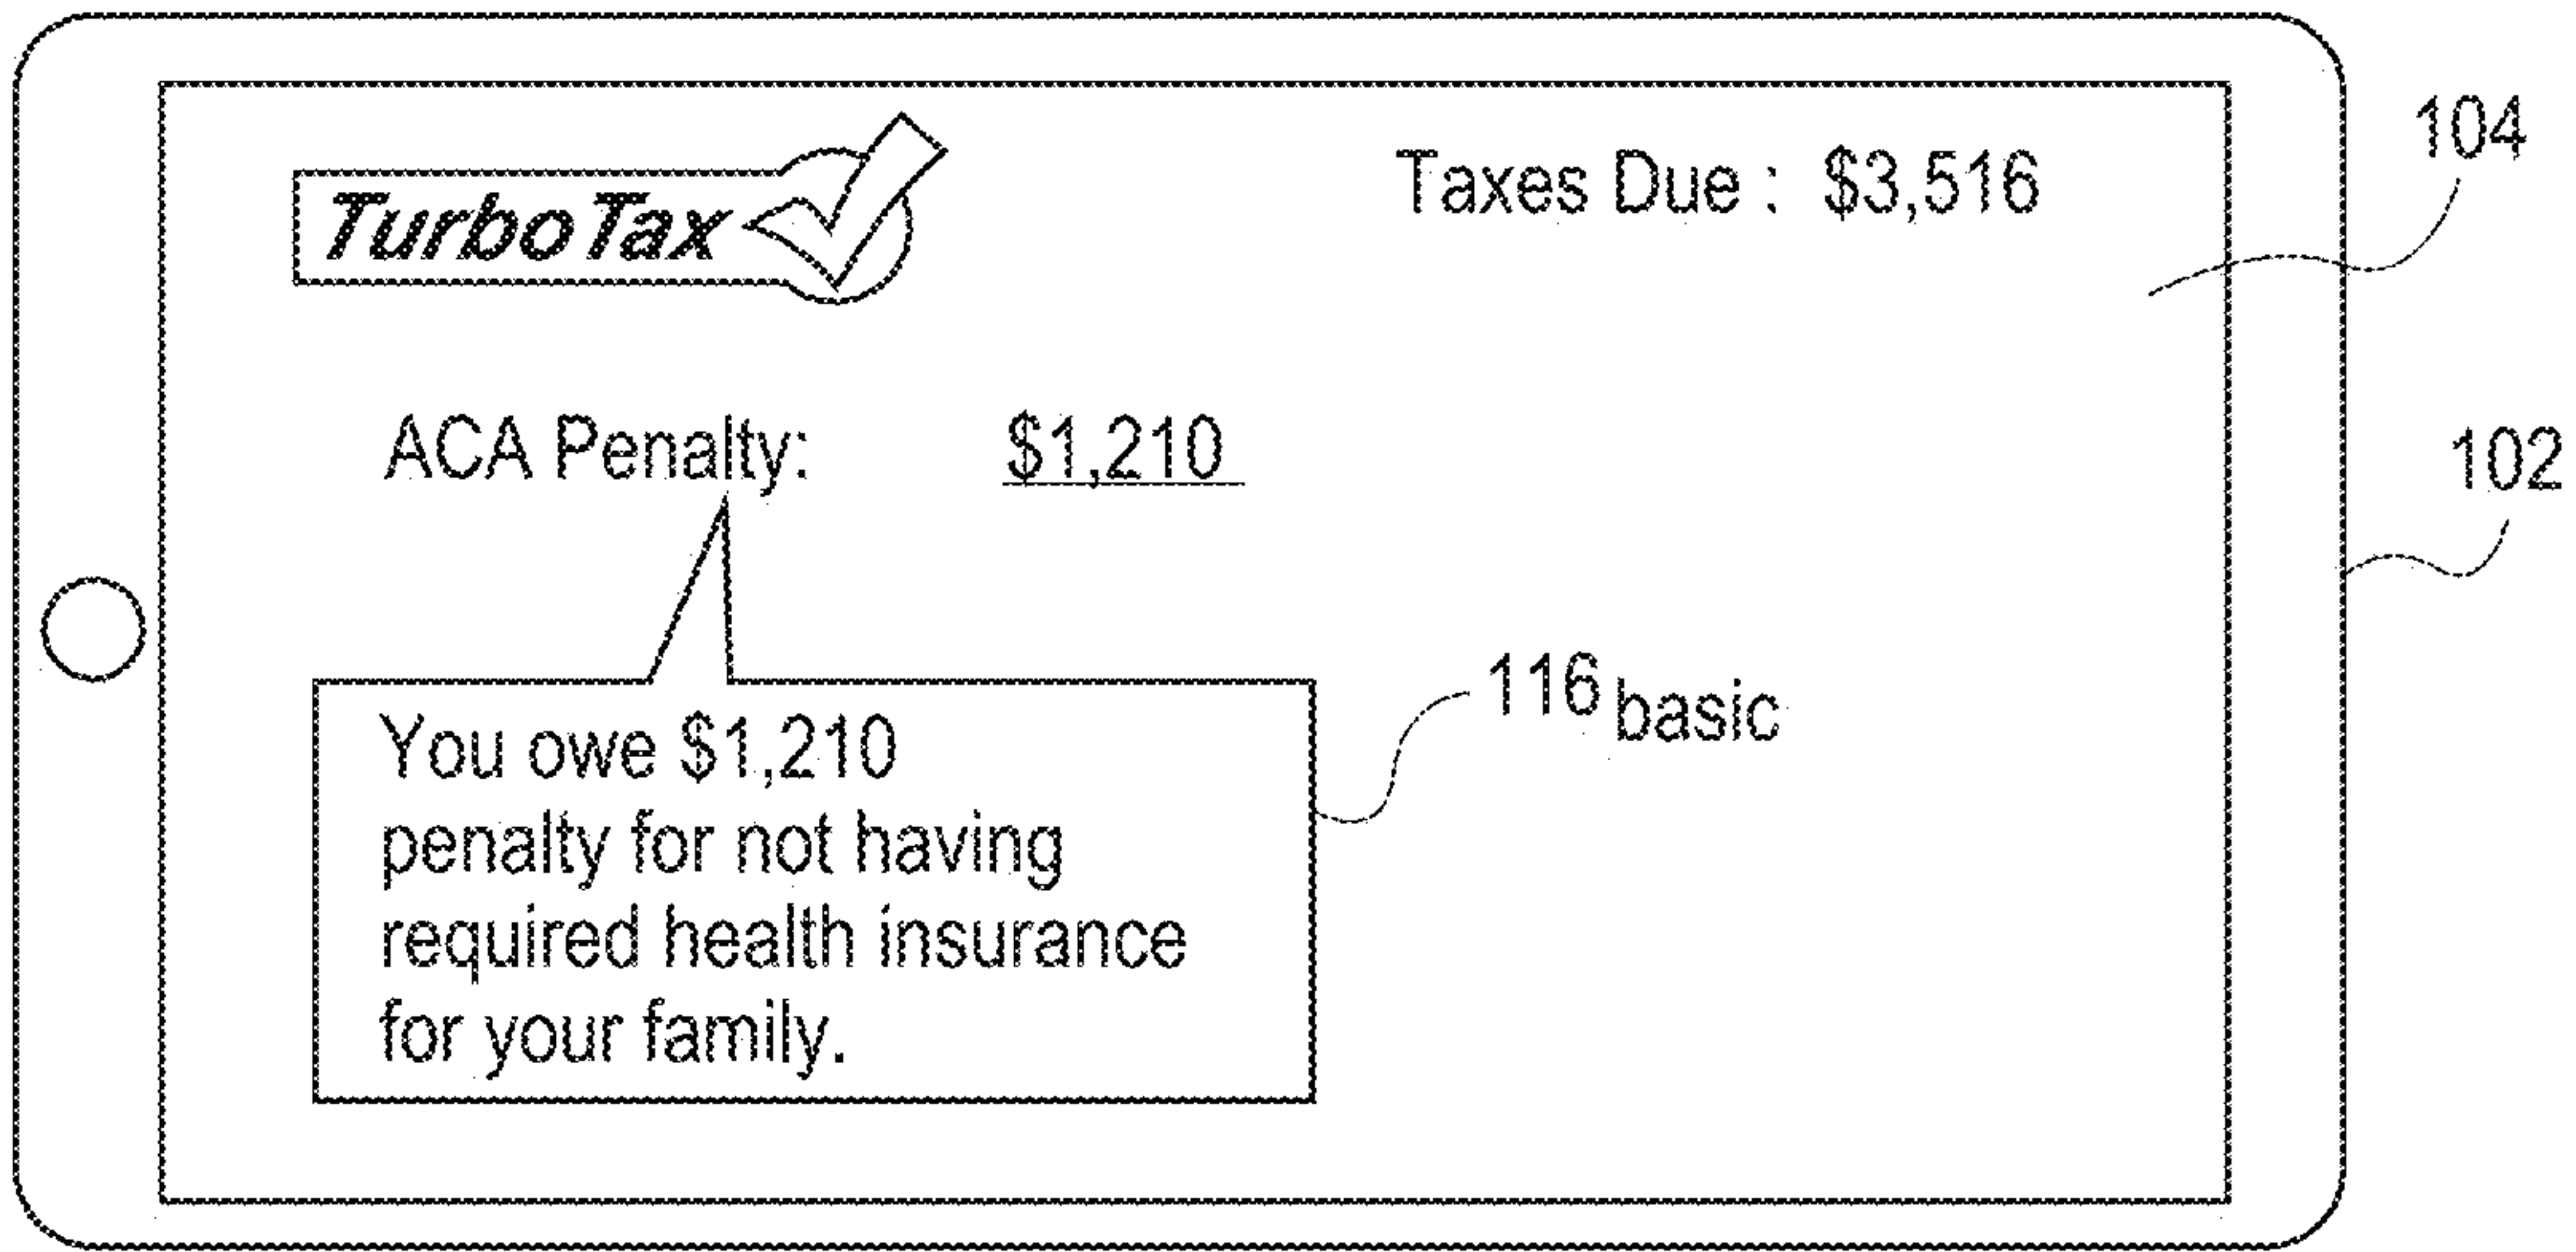 TurboTax
Taxes Due : $3,516
104
ACA Penalty: $1,210
102
116 basic
You owe $1,210
penalty for not having
required health insurance
for your family.